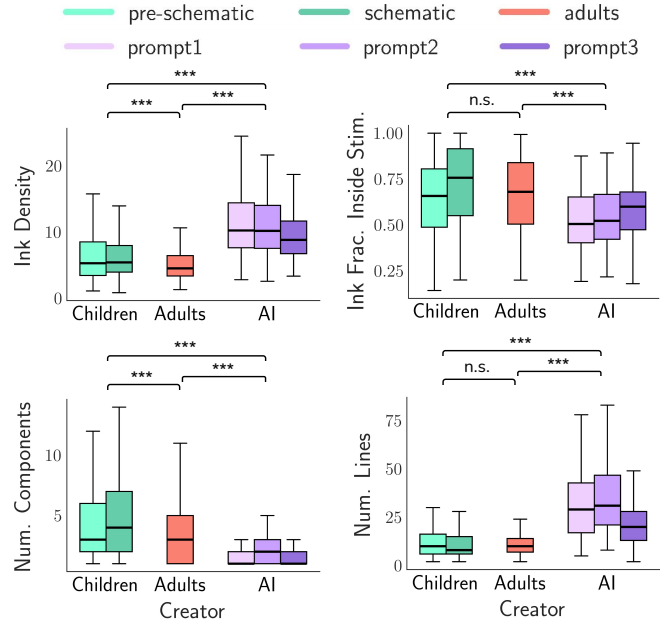 pre-schematic schematic adults
prompt1 prompt2 prompt3
***
*** ***
Ink Density
20
10
0
Children Adults AI
***
n.s. ***
Ink Frac. Inside Stim.
1.00
0.75
0.50
0.25
Children Adults AI
***
*** ***
Num. Components
10
5
Children Adults AI
Creator
***
n.s. ***
Num. Lines
75
50
25
0
Children Adults AI
Creator